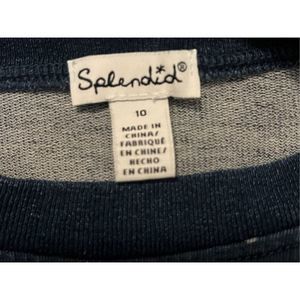 Splendid®
10
MADE IN
CHINA/
FABRIQUÉ
EN CHINE/
HECHO
EN CHINA